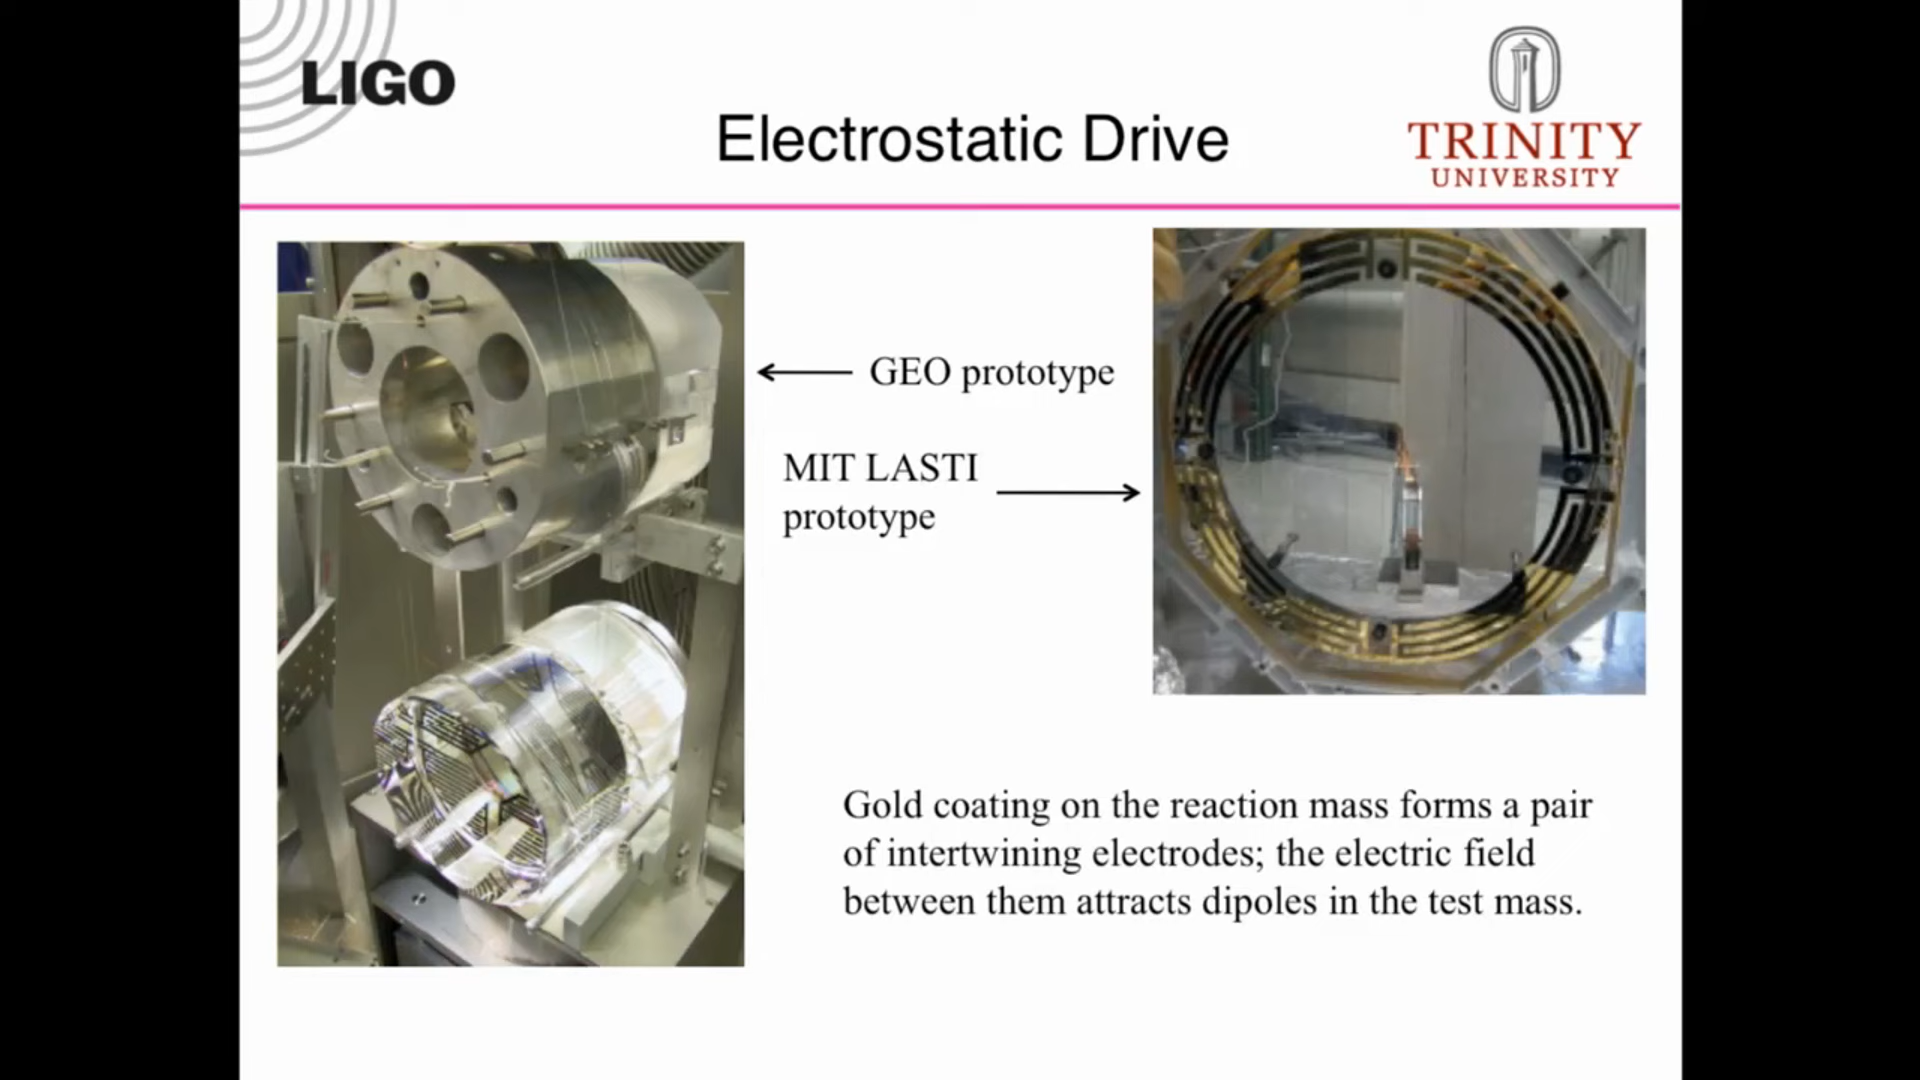 LIGO
Electrostatic Drive
TRINITY
UNIVERSITY
GEO prototype
MIT LASTI
prototype
Gold coating on the reaction mass forms a pair
of intertwining electrodes; the electric field
between them attracts dipoles in the test mass.